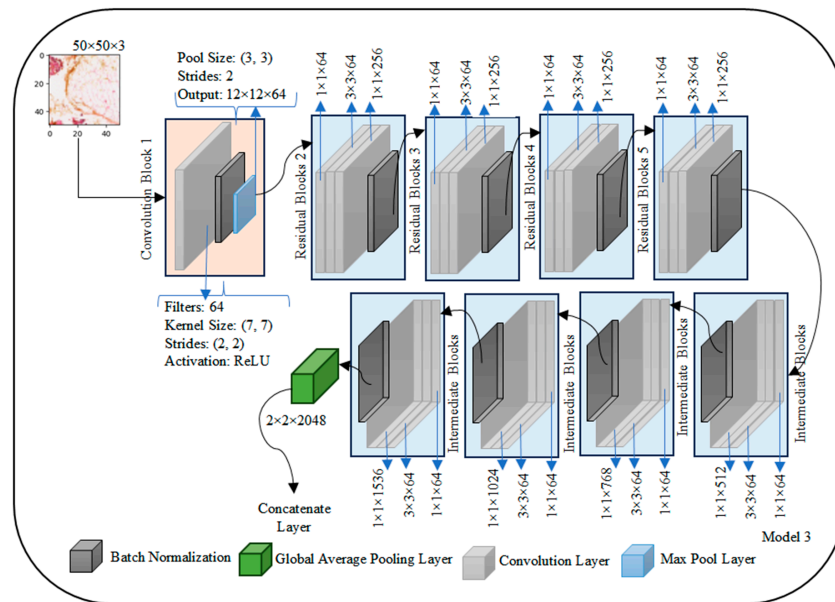 50×50×3
0
20
40
0
20
40
Pool Size: (3, 3)
Strides: 2
Output: 12×12×64
Convolution Block 1
Filters: 64
Kernel Size: (7, 7)
Strides: (2, 2)
Activation: ReLU
Residual Blocks 2
1×1×64
3×3×64
1×1×256
Residual Blocks 3
1×1×64
3×3×64
1×1×256
Residual Blocks 4
1×1×64
3×3×64
1×1×256
Residual Blocks 5
1×1×64
3×3×64
1×1×256
Intermediate Blocks
1×1×512
3×3×64
1×1×64
Intermediate Blocks
1×1×768
3×3×64
1×1×64
Intermediate Blocks
1×1×1024
3×3×64
1×1×64
Intermediate Blocks
1×1×1536
3×3×64
1×1×64
2×2×2048
Concatenate
Layer
Model 3
Batch Normalization
Global Average Pooling Layer
Convolution Layer
Max Pool Layer